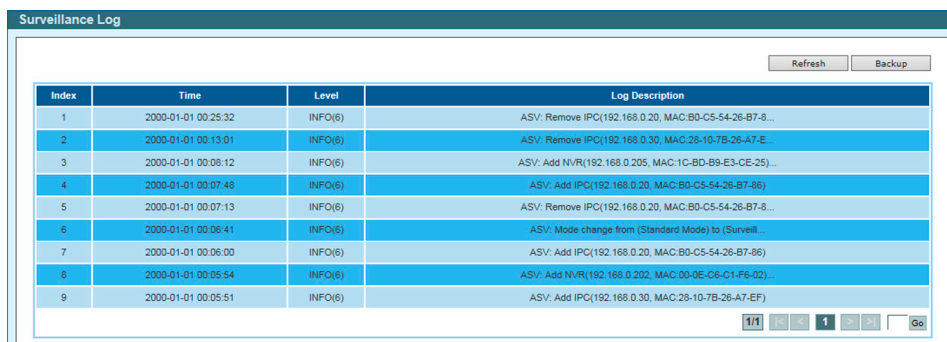 Surveillance Log
Refresh Backup
Index Time Level Log Description
1 2000-01-01 00:25:32 INFO(6) ASV: Remove IPC(192.168.0.20, MAC:B0-C5-54-26-B7-8...
2 2000-01-01 00:13:01 INFO(6) ASV: Remove IPC(192.168.0.30, MAC:28-10-7B-26-A7-E...
3 2000-01-01 00:08:12 INFO(6) ASV: Add NVR(192.168.0.205, MAC:1C-BD-B9-E3-CE-25)...
4 2000-01-01 00:07:48 INFO(6) ASV: Add IPC(192.168.0.20, MAC:B0-C5-54-26-B7-86)
5 2000-01-01 00:07:13 INFO(6) ASV: Remove IPC(192.168.0.20, MAC:B0-C5-54-26-B7-8...
6 2000-01-01 00:06:41 INFO(6) ASV: Mode change from (Standard Mode) to (Surveill...
7 2000-01-01 00:06:00 INFO(6) ASV: Add IPC(192.168.0.20, MAC:B0-C5-54-26-B7-86)
8 2000-01-01 00:05:54 INFO(6) ASV: Add NVR(192.168.0.202, MAC:00-0E-C6-C1-F6-02)...
9 2000-01-01 00:05:51 INFO(6) ASV: Add IPC(192.168.0.30, MAC:28-10-7B-26-A7-EF)
1/1 |< < 1 > >| Go